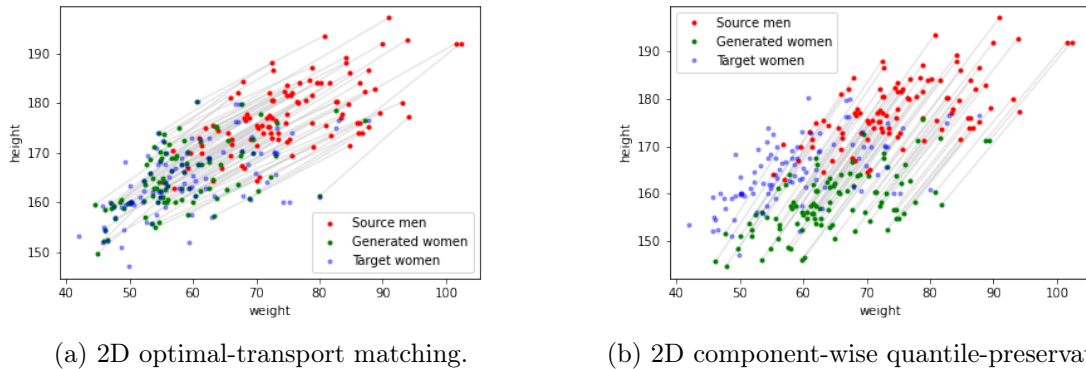 190
180
170
160
150
height
40
50
60
70
80
90
100
weight
Source men
Generated women
Target women
(a) 2D optimal-transport matching.
Source men
Generated women
Target women
190
180
170
160
150
height
40
50
60
70
80
90
100
weight
(b) 2D component-wise quantile-preserva